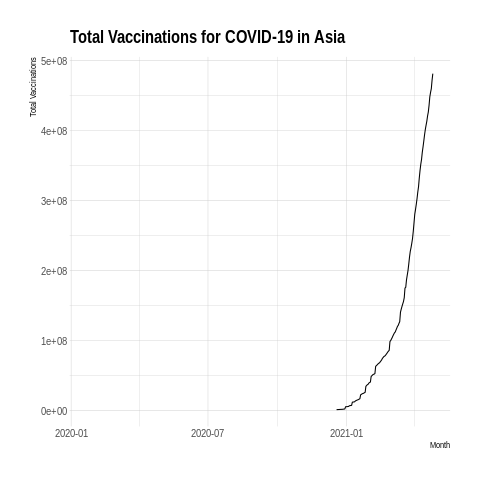 Total Vaccinations for COVID-19 in Asia
Total Vaccinations
5e+08
4e+08
3e+08
2e+08
1e+08
0e+00
2020-01 2020-07 2021-01
Month